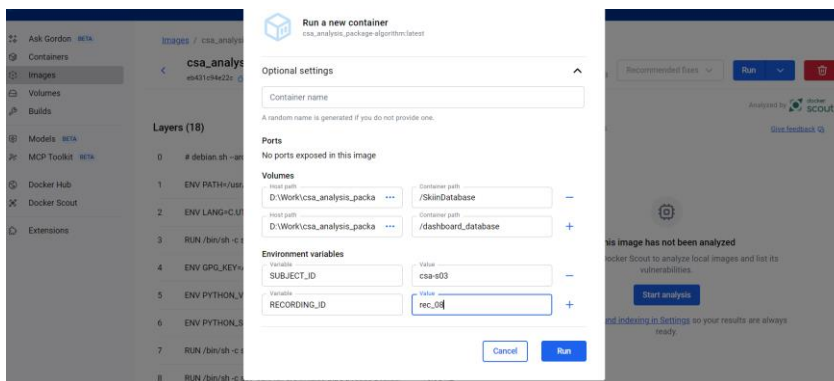 Ask Gordon BETA
Containers
Images
Volumes
Builds
Models BETA
MCP Toolkit BETA
Docker Hub
Docker Scout
Extensions
Images / csa_analys
csa_analys
eb431c94e22c
Layers (18)
0 # debian.sh --ar
1 ENV PATH=/usr
2 ENV LANG=C.UT
3 RUN /bin/sh -c s
4 ENV GPG_KEY=
5 ENV PYTHON_V
6 ENV PYTHON_S
7 RUN /bin/sh -c s
8 RUN /bin/sh -c
Run a new container
csa_analysis_package-algorithm:latest
Optional settings
Container name
A random name is generated if you do not provide one.
Ports
No ports exposed in this image
Volumes
Host path Container path
D:\Work\csa_analysis_packa ••• /SkiinDatabase
Host path Container path
D:\Work\csa_analysis_packa ••• /dashboard_database
Environment variables
Variable Value
SUBJECT_ID csa-s03
Variable Value
RECORDING_ID rec_08
Cancel Run
Recommended fixes Run
Analyzed by docker scout
Give feedback
his image has not been analyzed
ocker Scout to analyze local images and list its
vulnerabilities.
Start analysis
nd indexing in Settings so your results are always
ready.